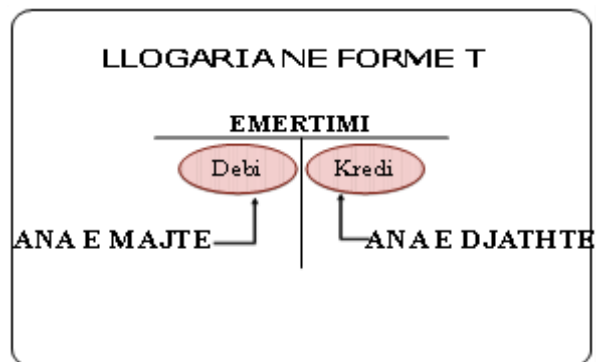 LLOGARIA NE FORME T
EMERTIMI
Debi Kredi
ANA E MAJTE ANA E DJATHTE